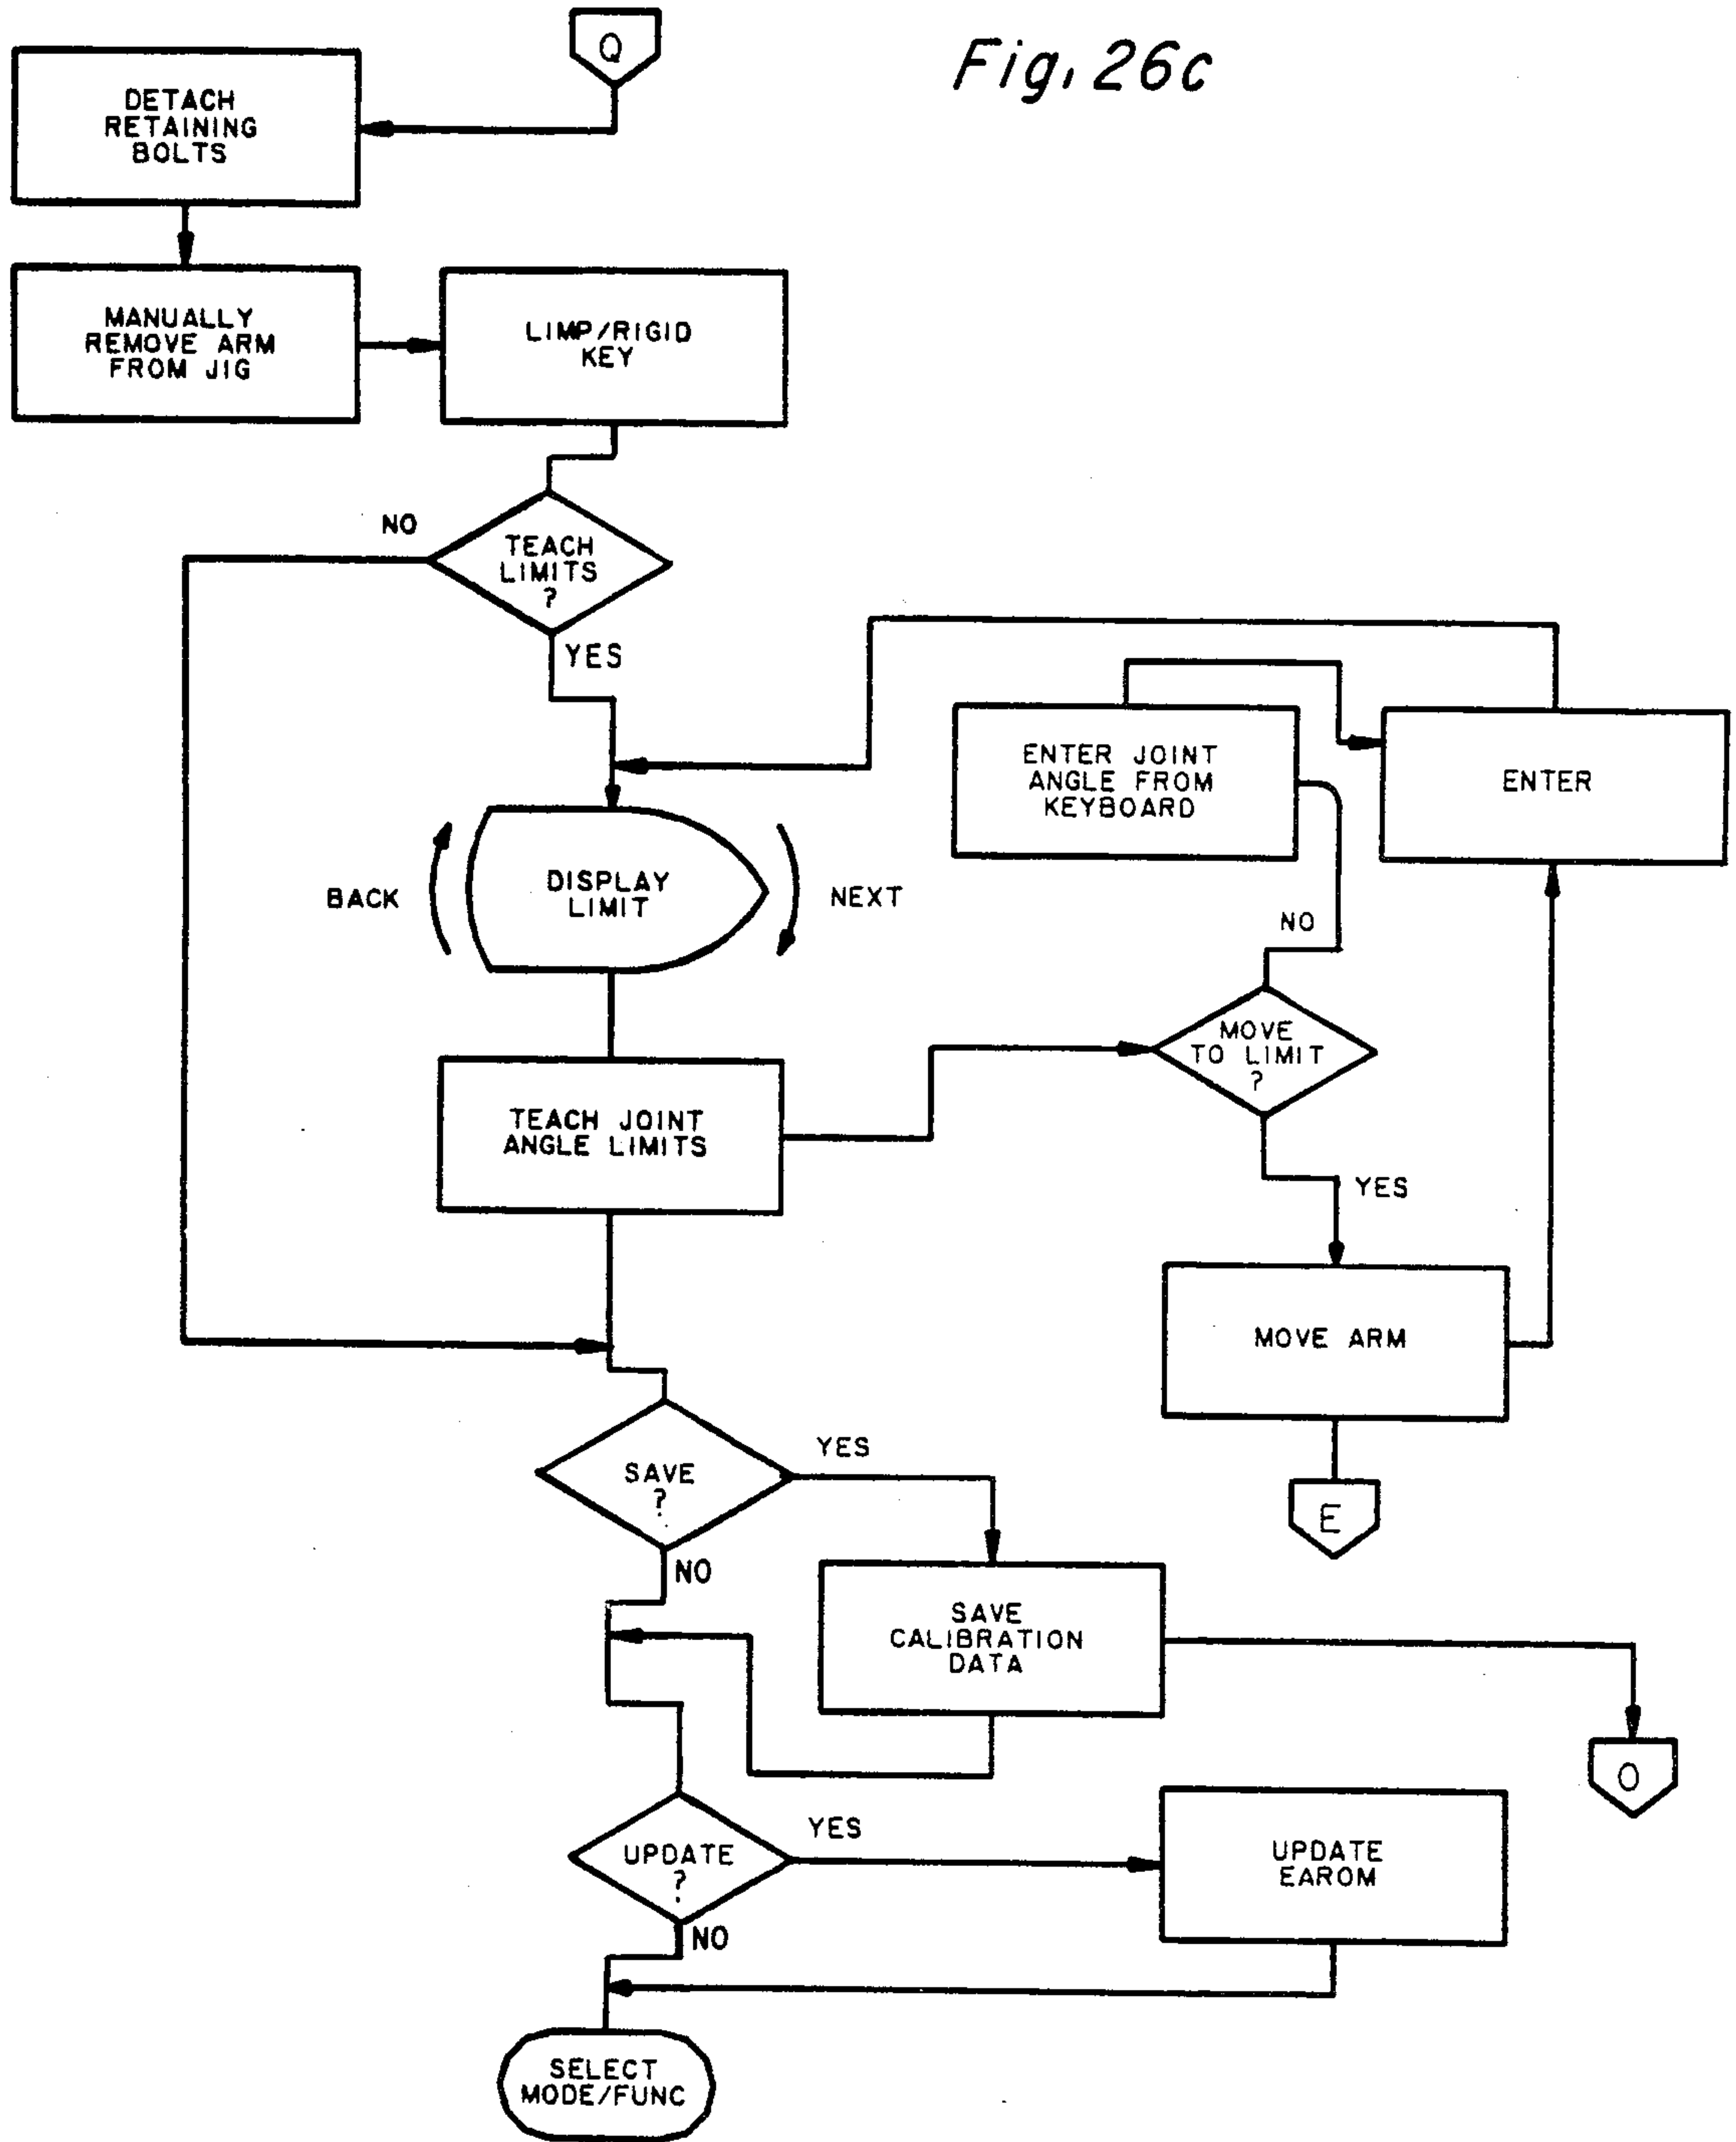 Q
Fig. 26c
DETACH
RETAINING
BOLTS
MANUALLY
REMOVE ARM
FROM JIG
LIMP/RIGID
KEY
NO
TEACH
LIMITS
?
YES
ENTER JOINT
ANGLE FROM
KEYBOARD
ENTER
BACK
DISPLAY
LIMIT
NEXT
NO
MOVE
TO LIMIT
?
TEACH JOINT
ANGLE LIMITS
YES
MOVE ARM
E
SAVE
?
YES
NO
SAVE
CALIBRATION
DATA
O
UPDATE
?
YES
UPDATE
EAROM
NO
SELECT
MODE/FUNC